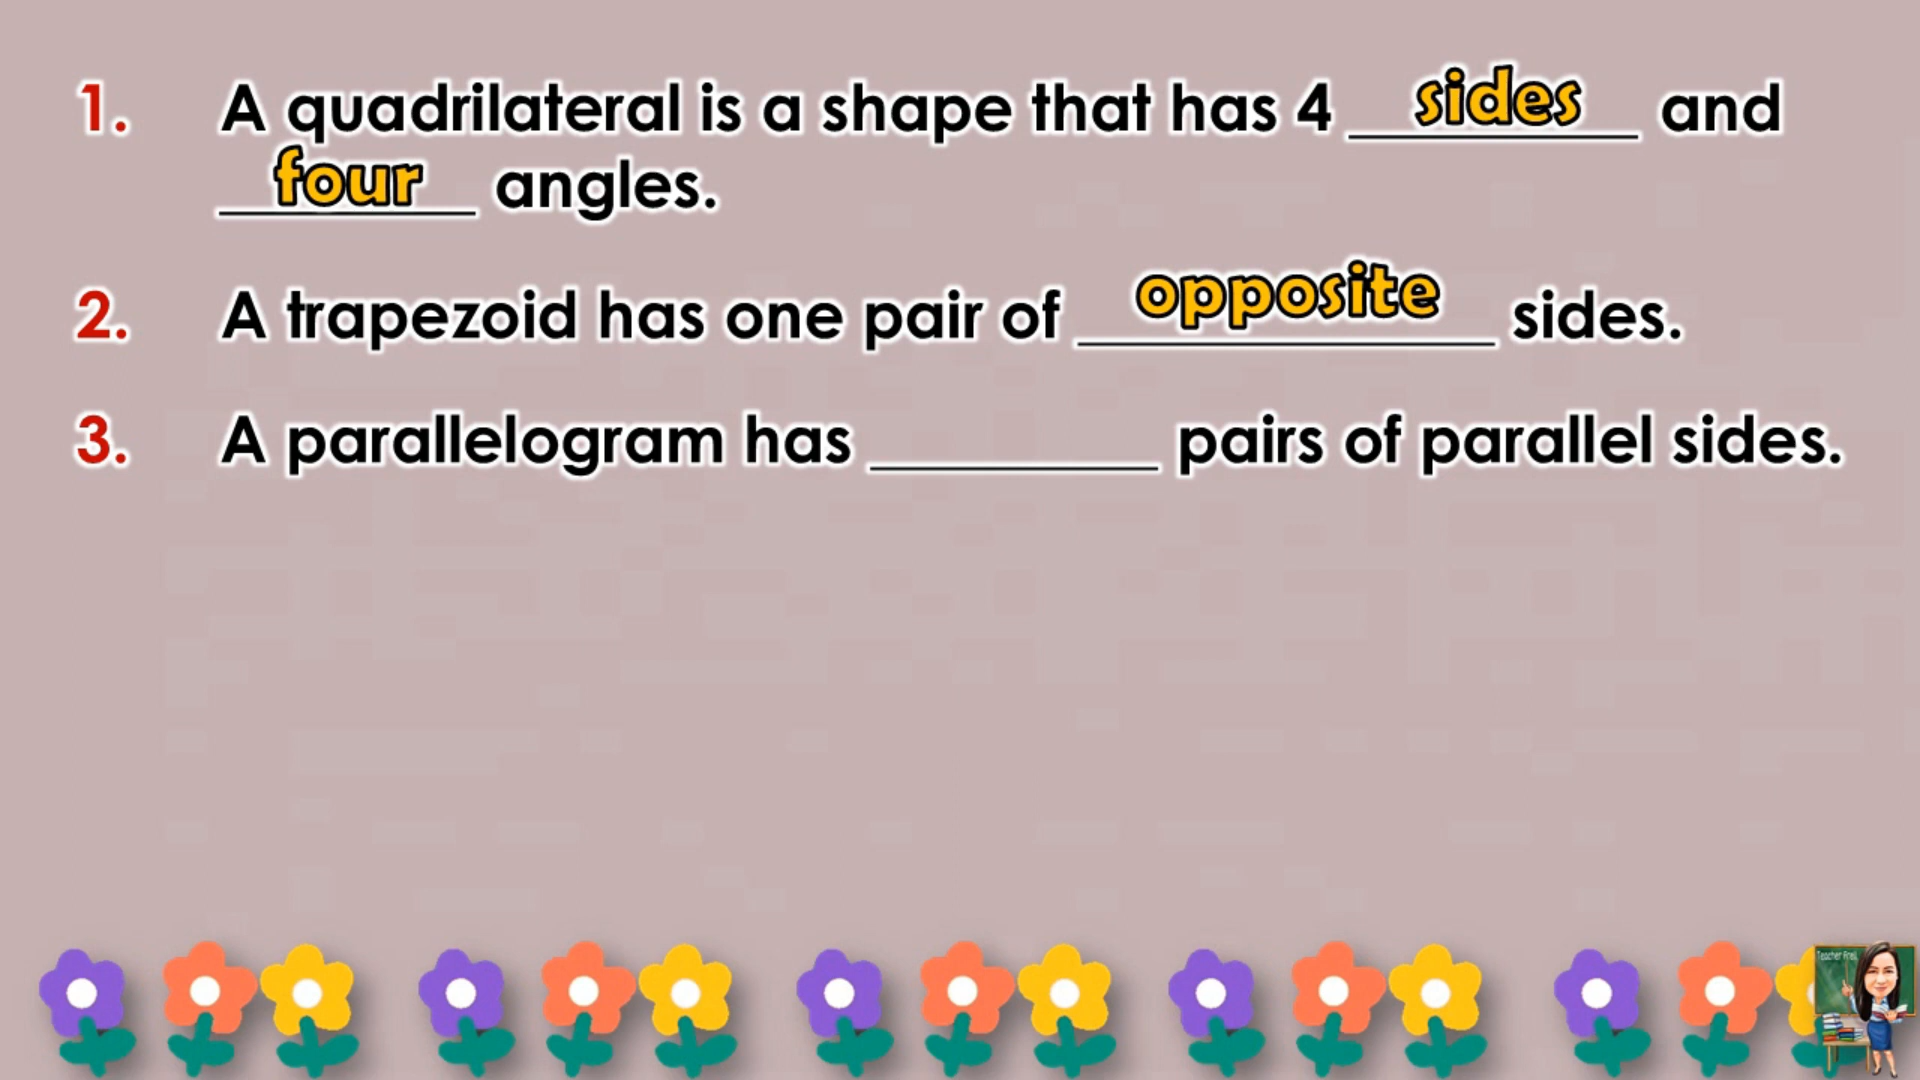 1. A quadrilateral is a shape that has 4 sides and
four angles.
2. A trapezoid has one pair of opposite sides.
3. A parallelogram has ________ pairs of parallel sides.